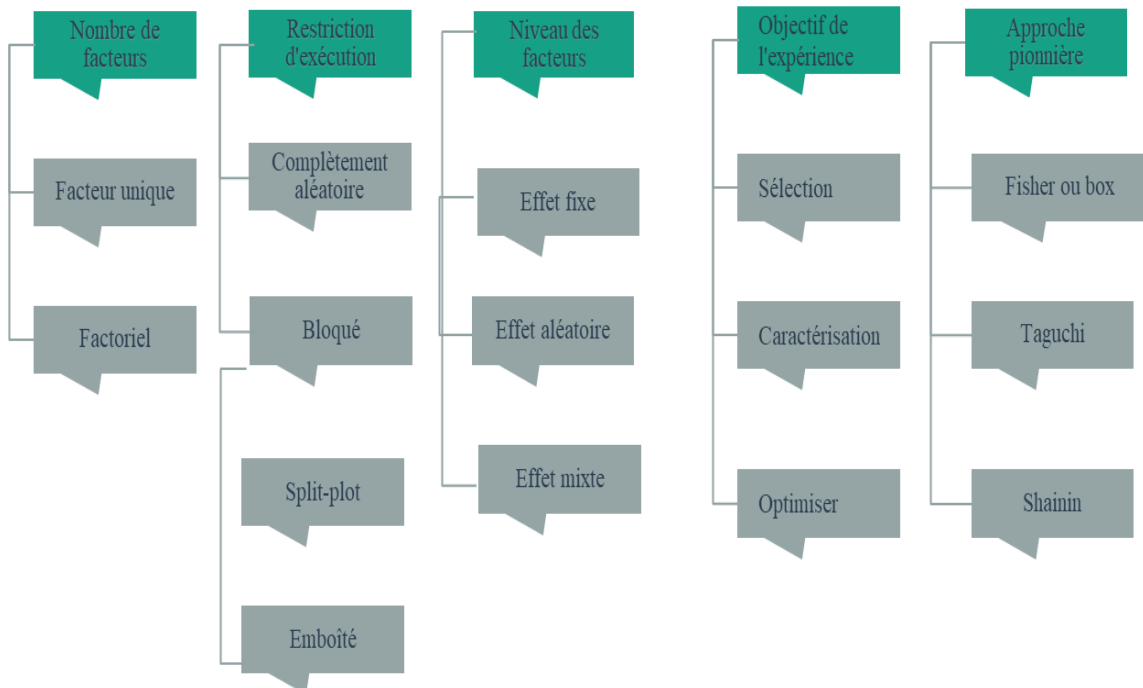 Nombre de
facteurs
Facteur unique
Factoriel
Restriction
d'exécution
Complètement
aléatoire
Bloqué
Split-plot
Emboîté
Niveau des
facteurs
Effet fixe
Effet aléatoire
Effet mixte
Objectif de
l'expérience
Sélection
Caractérisation
Optimiser
Approche
pionnière
Fisher ou box
Taguchi
Shainin